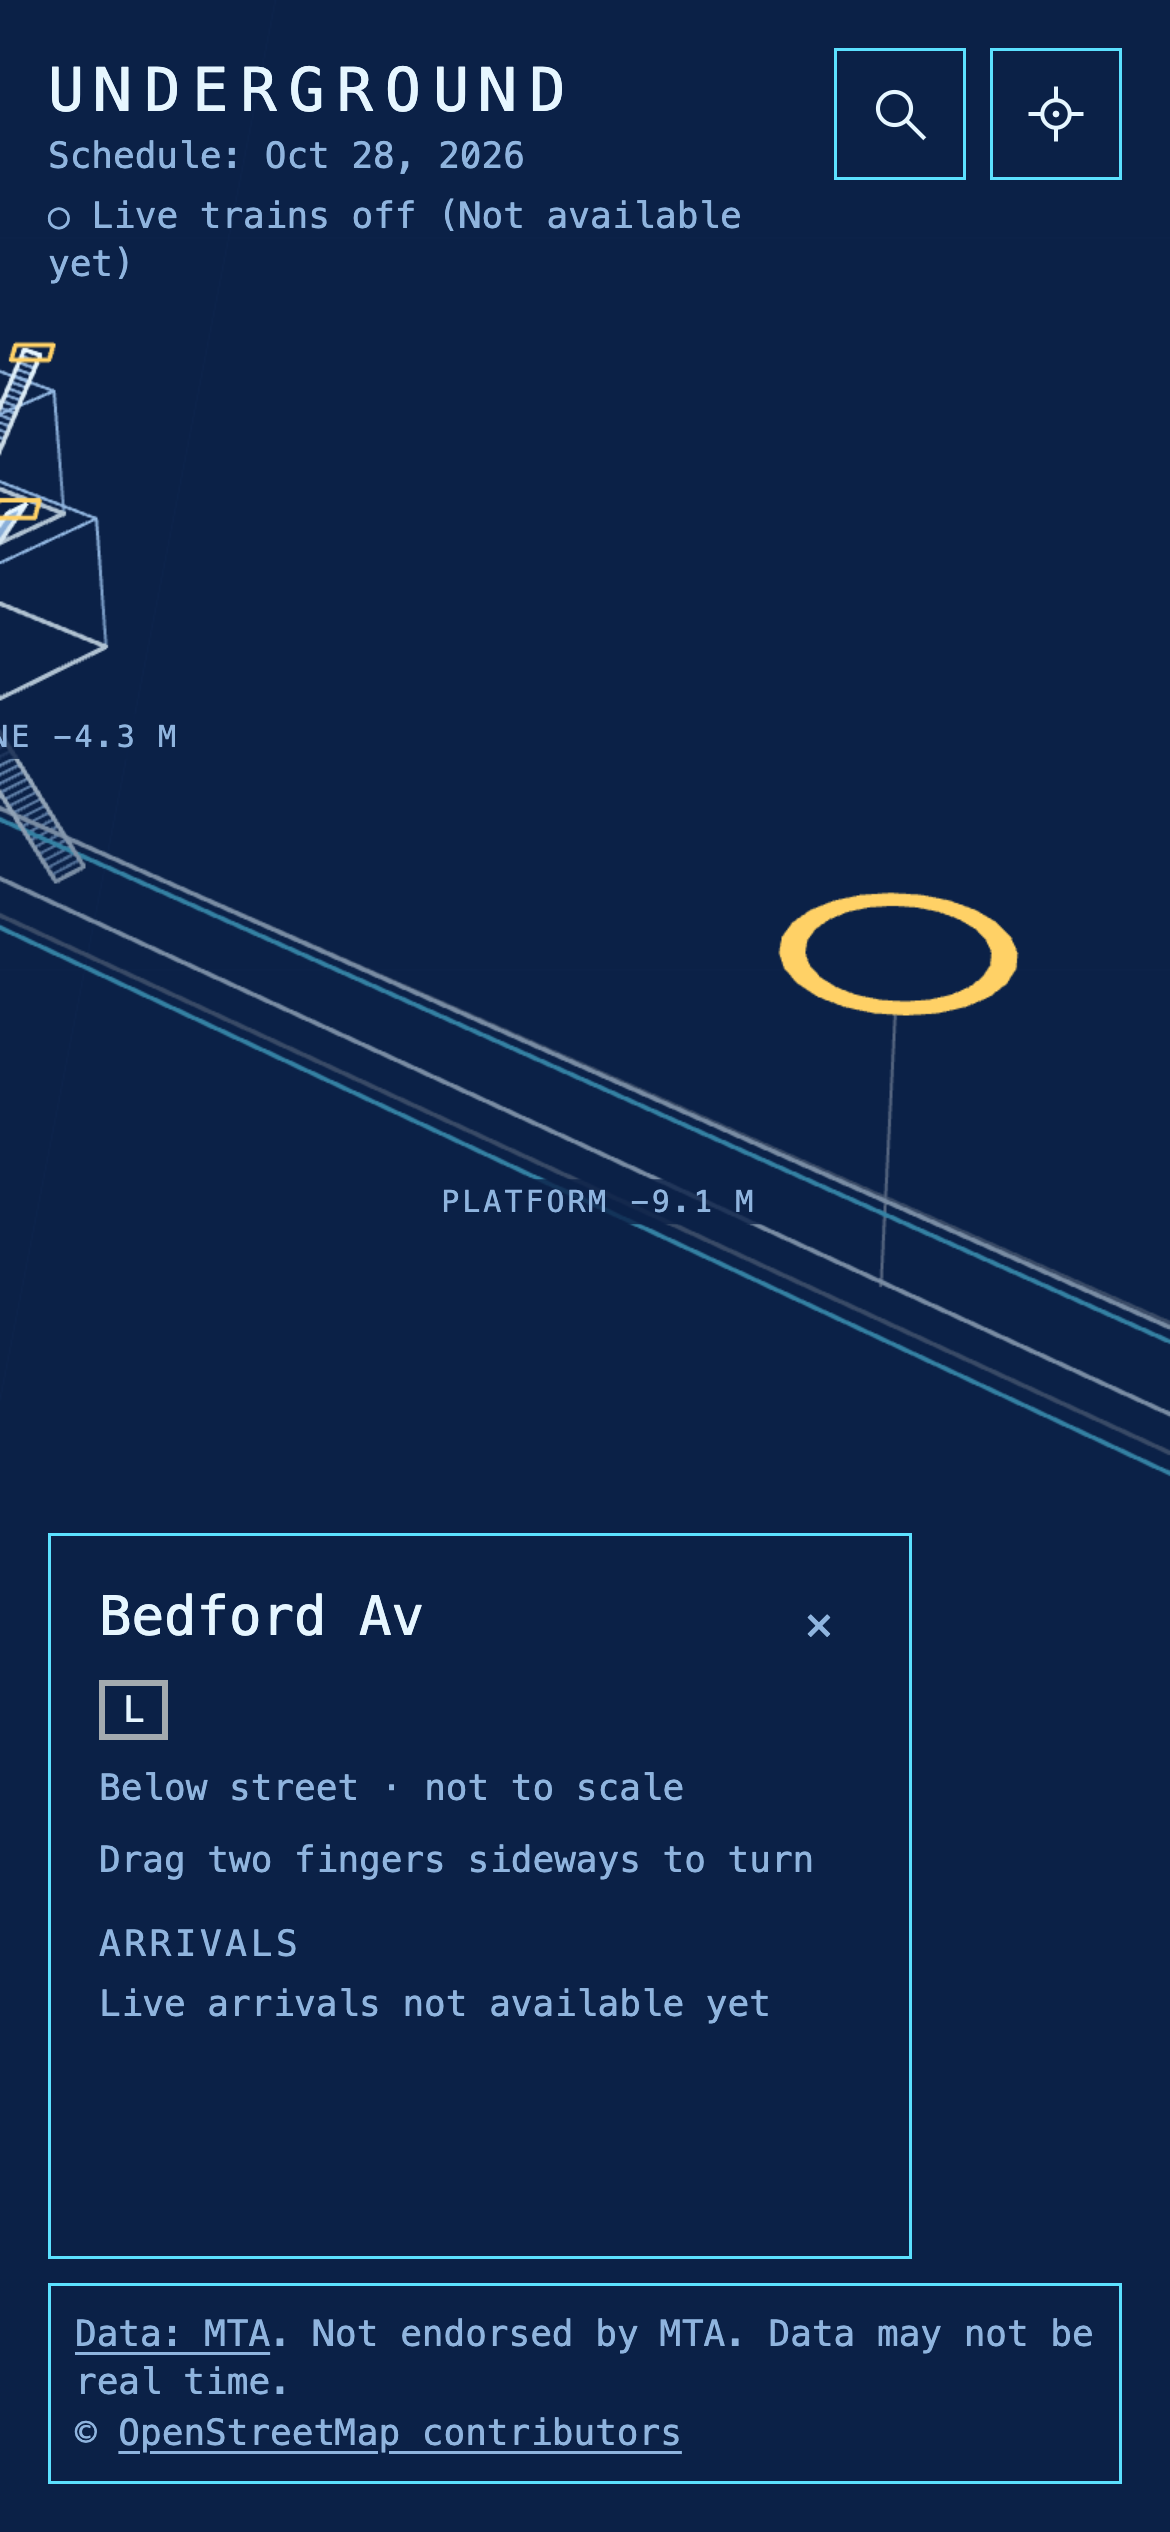 UNDERGROUND
Schedule: Oct 28, 2026
○ Live trains off (Not available
yet)
NE −4.3 M
PLATFORM −9.1 M
Bedford Av
×
L
Below street · not to scale
Drag two fingers sideways to turn
ARRIVALS
Live arrivals not available yet
Data: MTA. Not endorsed by MTA. Data may not be
real time.
© OpenStreetMap contributors